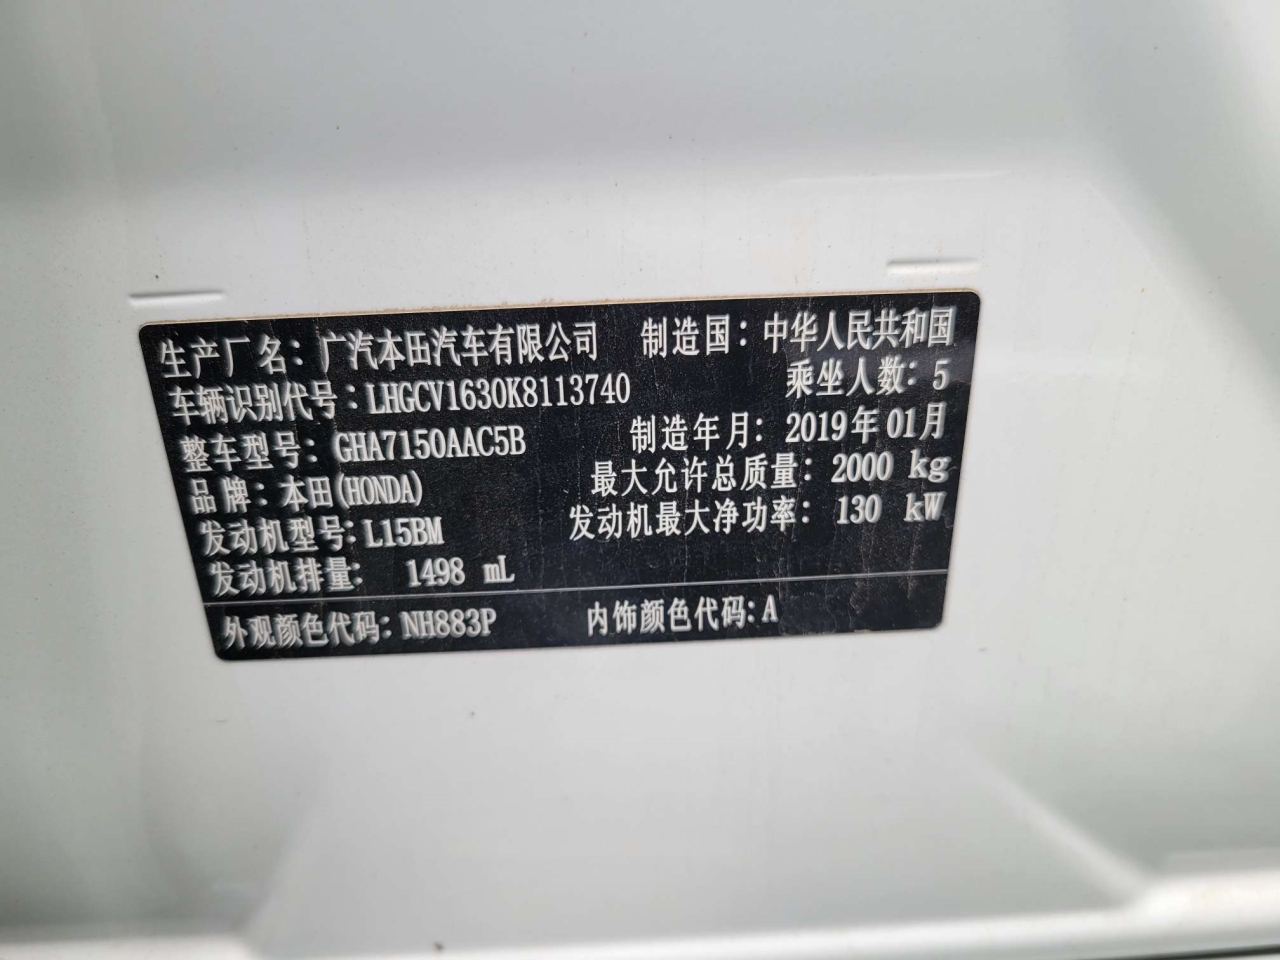 生产厂名：广汽本田汽车有限公司 制造国：中华人民共和国
车辆识别代号：LHGCV1630K8113740 乘坐人数：5
整车型号：GHA7150AAC5B 制造年月：2019年01月
品牌：本田(HONDA) 最大允许总质量：2000 kg
发动机型号：L15BM 发动机最大净功率：130 kW
发动机排量： 1498 mL
外观颜色代码：NH883P 内饰颜色代码：A